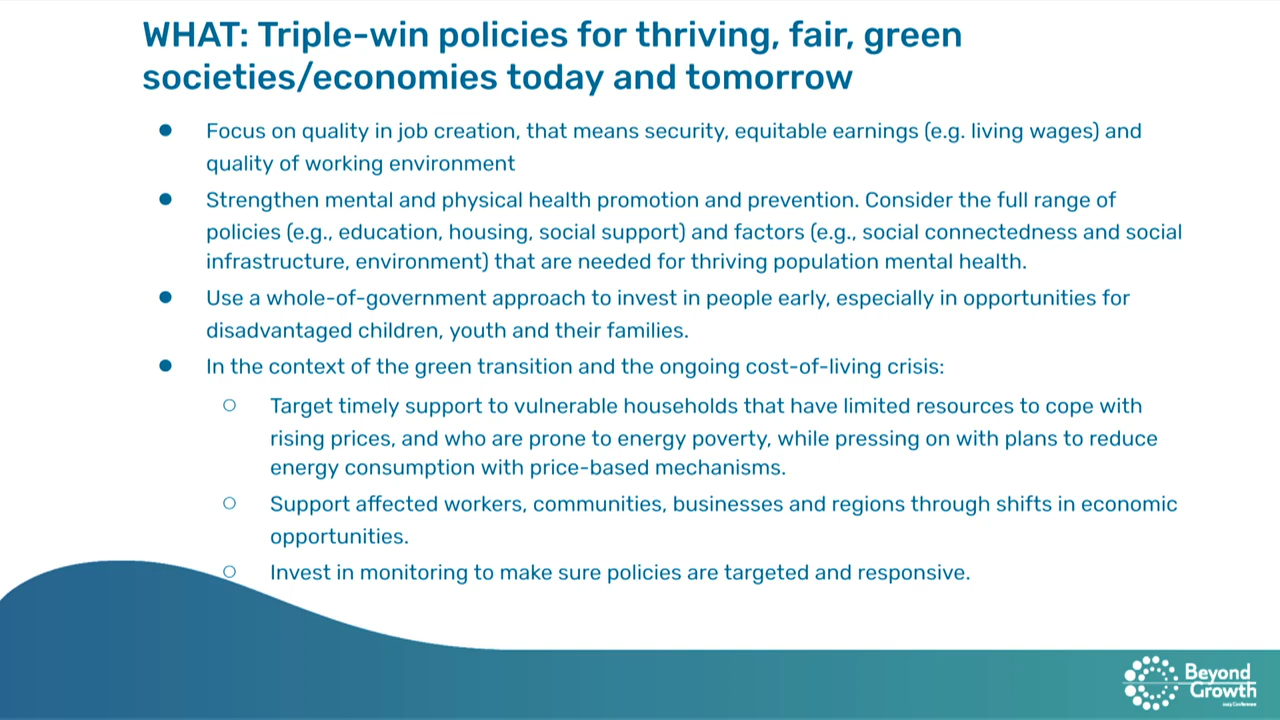 WHAT: Triple-win policies for thriving, fair, green
societies/economies today and tomorrow
● Focus on quality in job creation, that means security, equitable earnings (e.g. living wages) and
quality of working environment
● Strengthen mental and physical health promotion and prevention. Consider the full range of
policies (e.g., education, housing, social support) and factors (e.g., social connectedness and social
infrastructure, environment) that are needed for thriving population mental health.
● Use a whole-of-government approach to invest in people early, especially in opportunities for
disadvantaged children, youth and their families.
● In the context of the green transition and the ongoing cost-of-living crisis:
○ Target timely support to vulnerable households that have limited resources to cope with
rising prices, and who are prone to energy poverty, while pressing on with plans to reduce
energy consumption with price-based mechanisms.
○ Support affected workers, communities, businesses and regions through shifts in economic
opportunities.
○ Invest in monitoring to make sure policies are targeted and responsive.
Beyond
Growth
2023 Conference